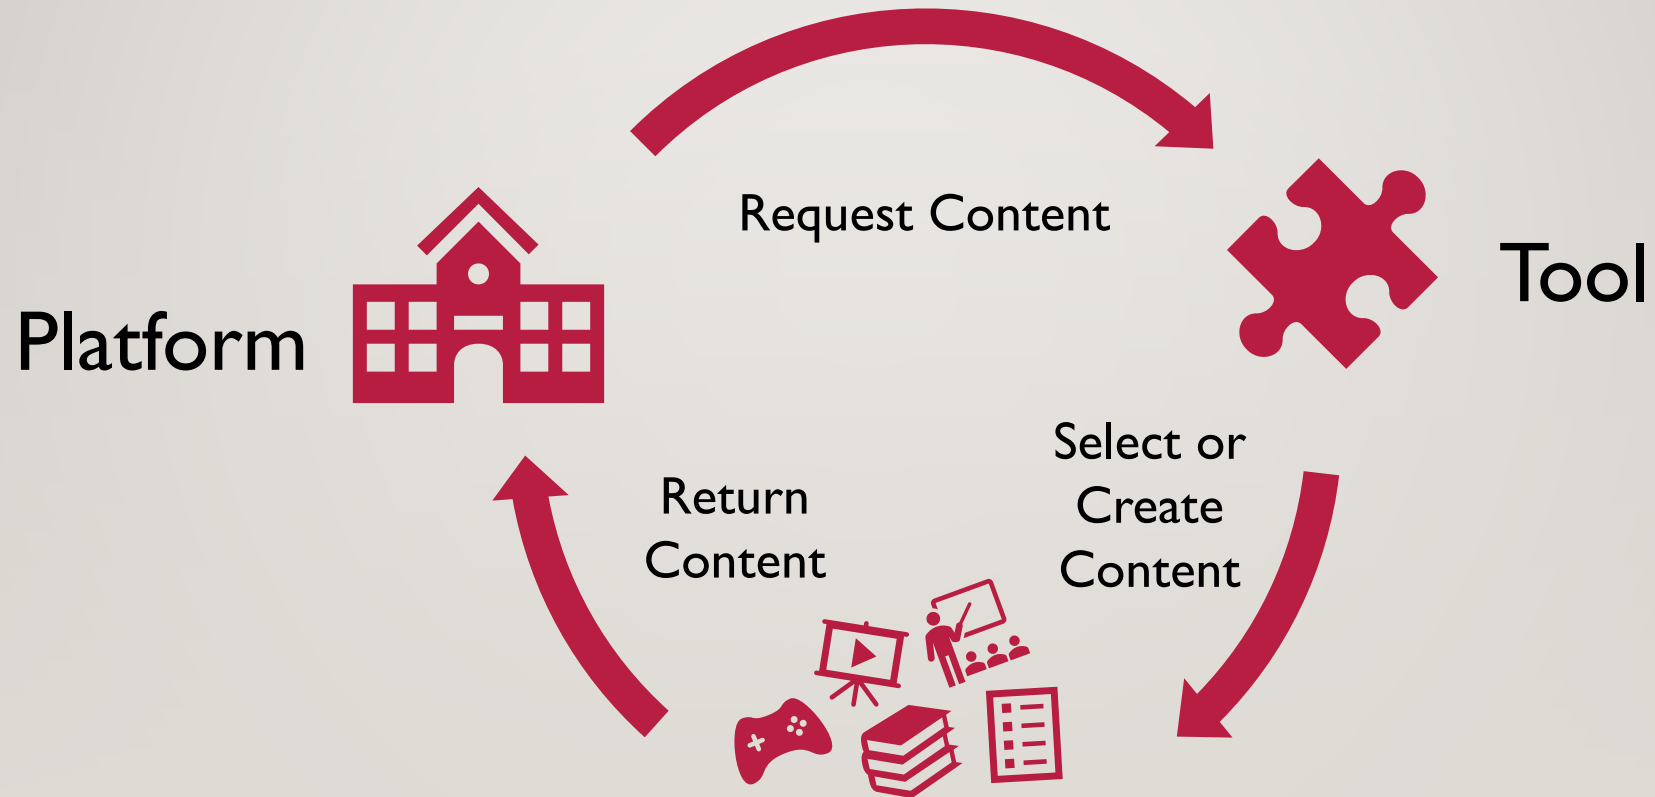 Request Content
Tool
Platform
Select or
Create
Content
Return
Content